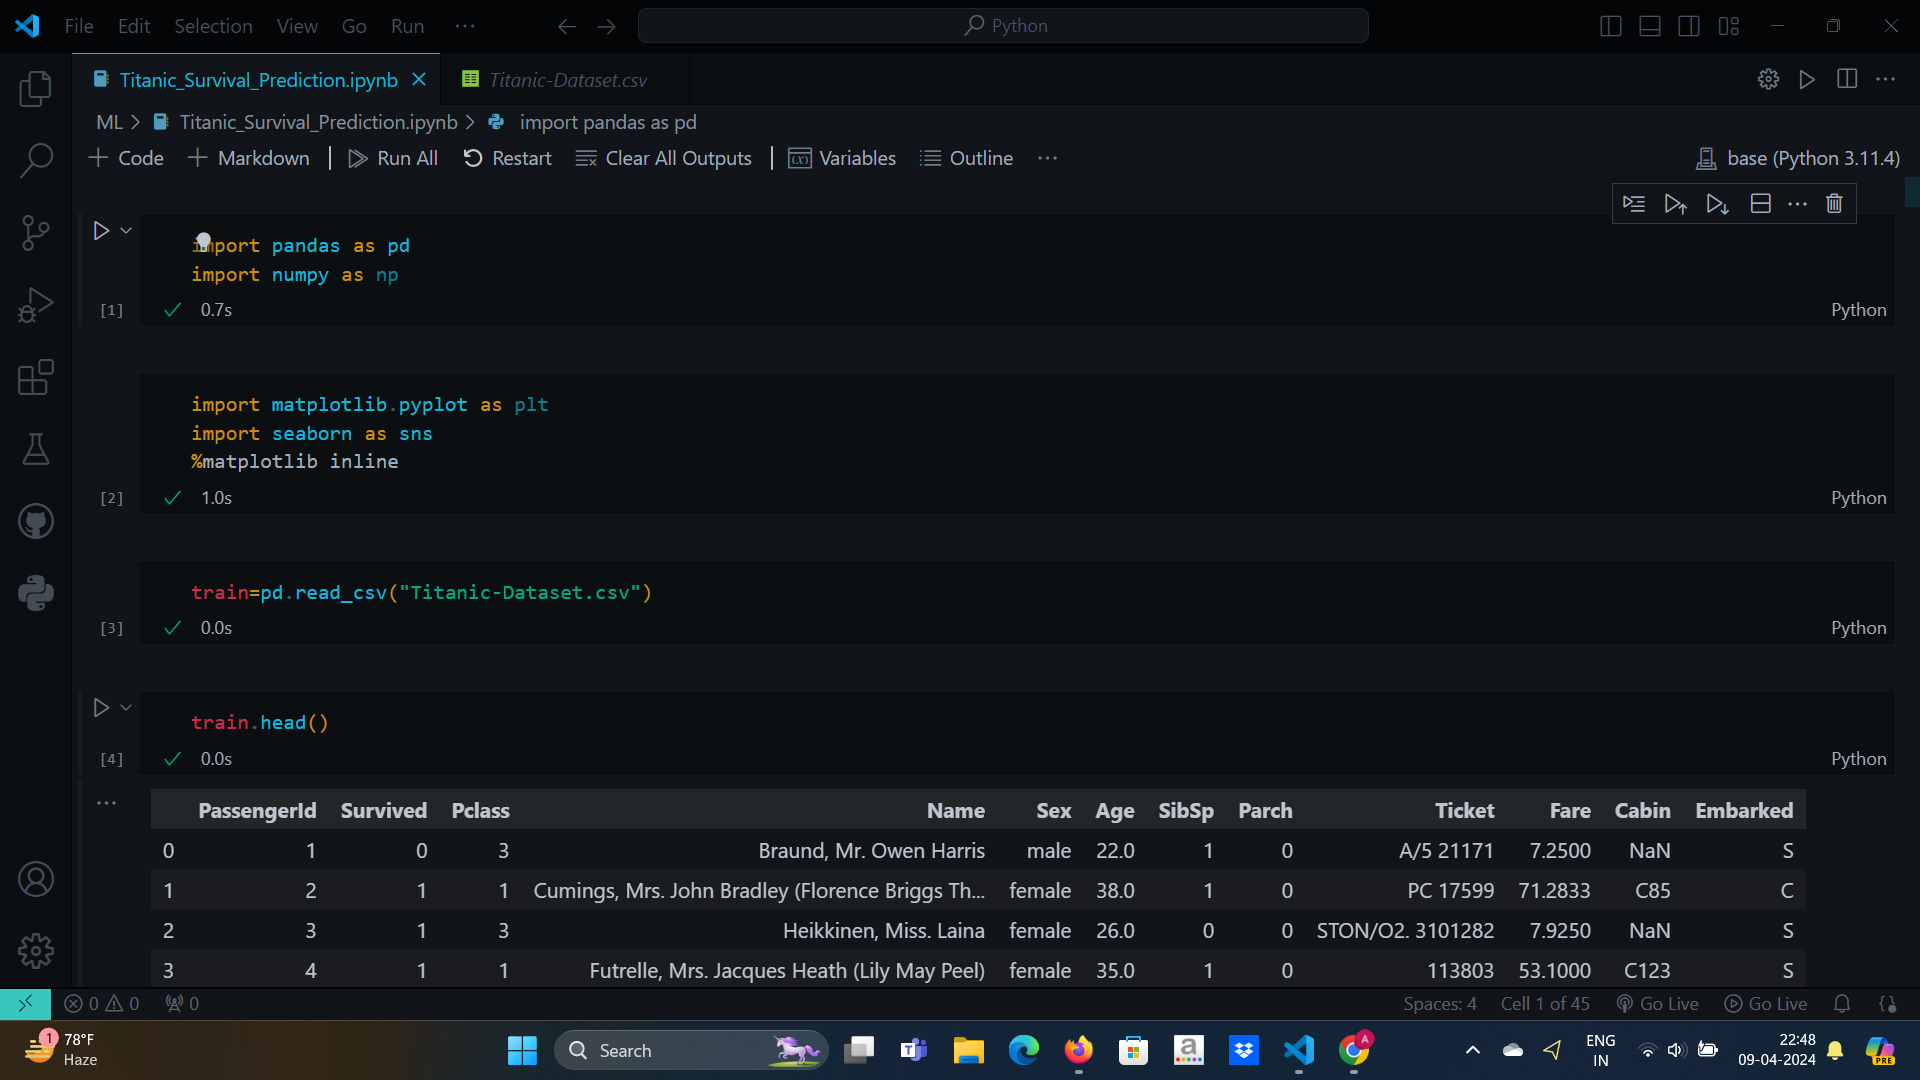 File Edit Selection View Go Run ··· Python
Titanic_Survival_Prediction.ipynb Titanic-Dataset.csv
ML > Titanic_Survival_Prediction.ipynb > import pandas as pd
+ Code + Markdown | Run All Restart Clear All Outputs | Variables Outline ··· base (Python 3.11.4)
import pandas as pd
import numpy as np
[1] 0.7s Python
import matplotlib.pyplot as plt
import seaborn as sns
%matplotlib inline
[2] 1.0s Python
train=pd.read_csv("Titanic-Dataset.csv")
[3] 0.0s Python
train.head()
[4] 0.0s Python
PassengerId Survived Pclass Name Sex Age SibSp Parch Ticket Fare Cabin Embarked
0 1 0 3 Braund, Mr. Owen Harris male 22.0 1 0 A/5 21171 7.2500 NaN S
1 2 1 1 Cumings, Mrs. John Bradley (Florence Briggs Th... female 38.0 1 0 PC 17599 71.2833 C85 C
2 3 1 3 Heikkinen, Miss. Laina female 26.0 0 0 STON/O2. 3101282 7.9250 NaN S
3 4 1 1 Futrelle, Mrs. Jacques Heath (Lily May Peel) female 35.0 1 0 113803 53.1000 C123 S
0 0 0 Spaces: 4 Cell 1 of 45 Go Live Go Live
1 78°F
Haze
Search
A
ENG
IN
22:48
09-04-2024
PRE